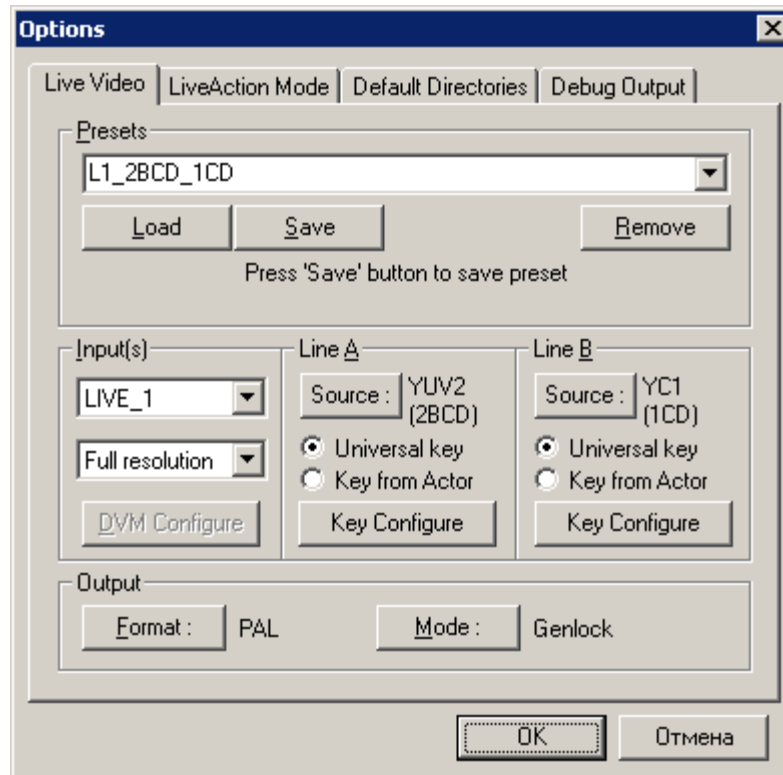 Options
Live Video LiveAction Mode Default Directories Debug Output
Presets
L1_2BCD_1CD
Load Save Remove
Press 'Save' button to save preset
Input(s)
LIVE_1
Full resolution
DVM Configure
Line A
Source : YUV2
(2BCD)
Universal key
Key from Actor
Key Configure
Line B
Source : YC1
(1CD)
Universal key
Key from Actor
Key Configure
Output
Format : PAL Mode : Genlock
OK Отмена